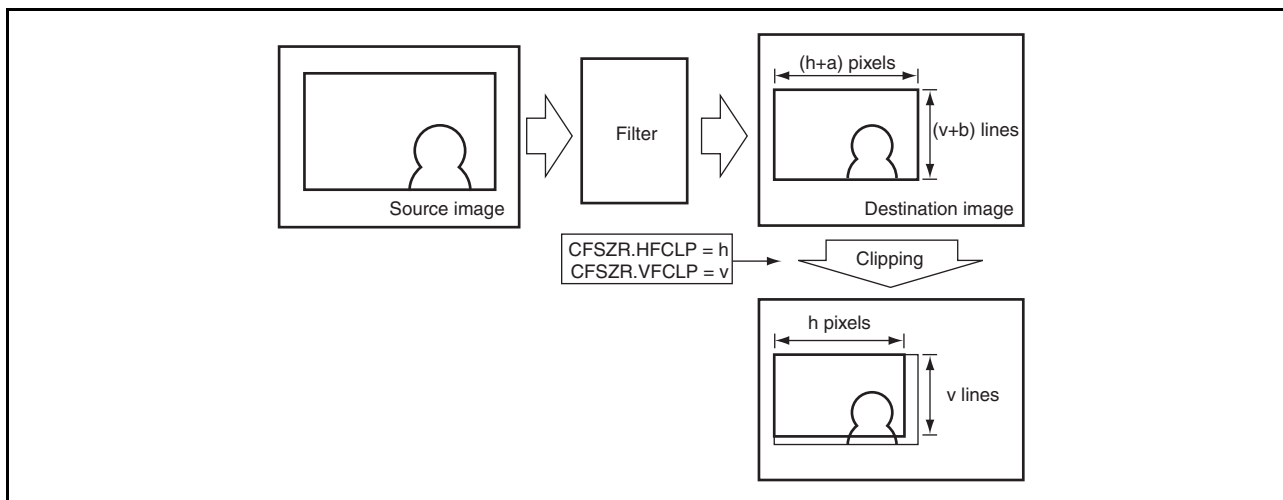 Source image
Filter
(h+a) pixels
(v+b) lines
Destination image
CFSZR.HFCLP = h
CFSZR.VFCLP = v
Clipping
h pixels
v lines